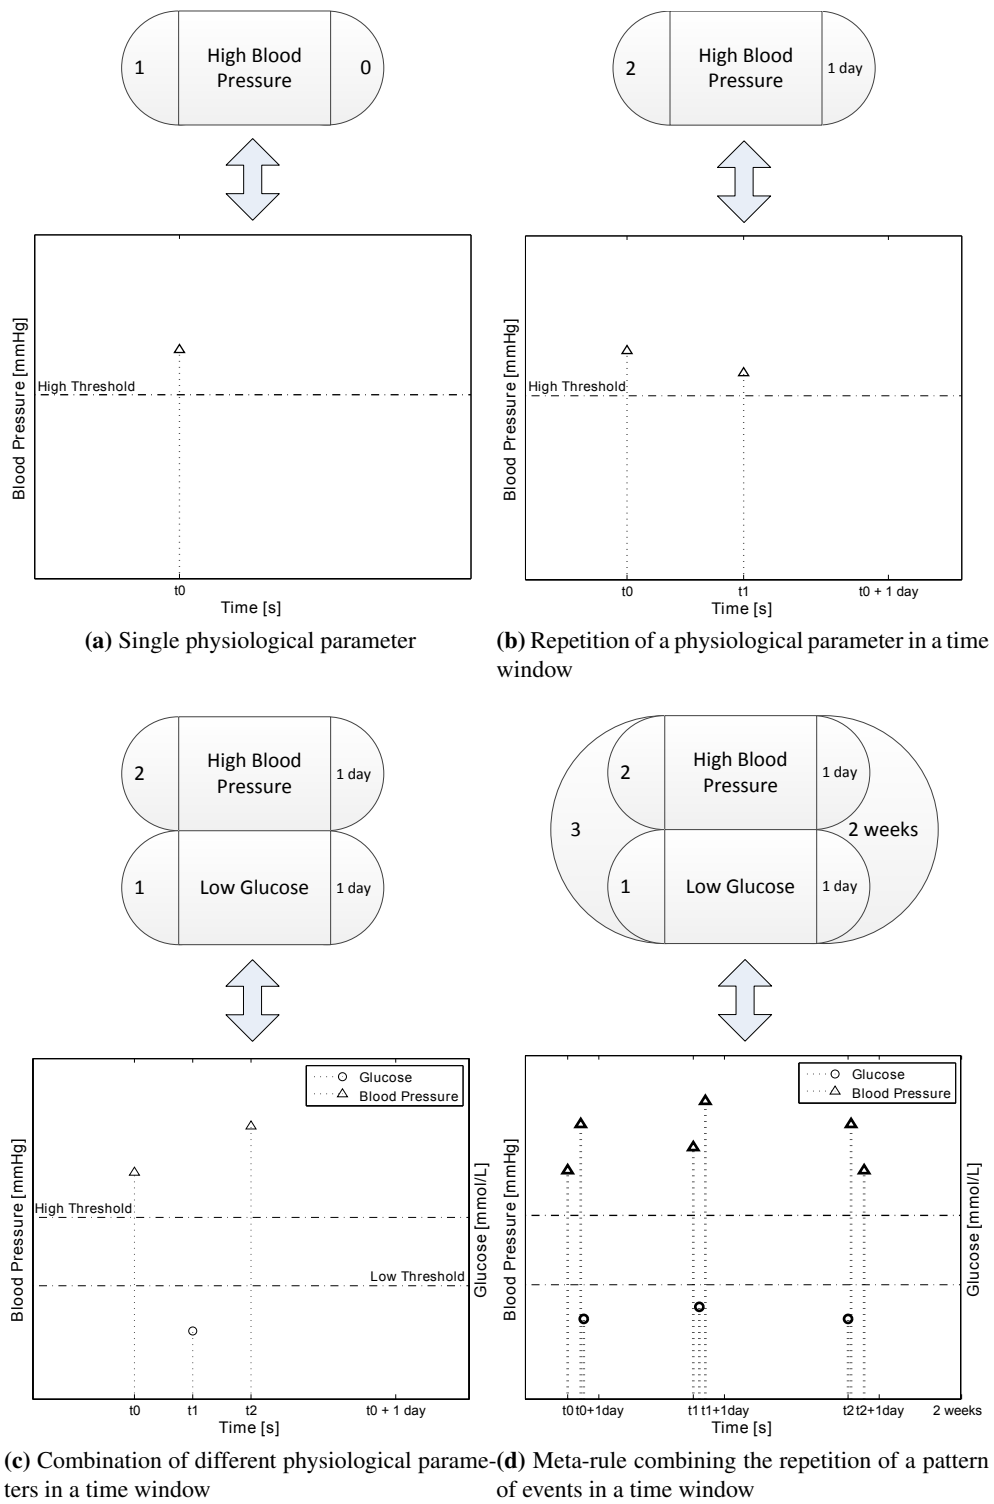 1
High Blood
Pressure
0
High Threshold
Blood Pressure [mmHg]
t0
Time [s]
(a) Single physiological parameter
2
High Blood
Pressure
1 day
High Threshold
Blood Pressure [mmHg]
t0 t1 t0 + 1 day
Time [s]
(b) Repetition of a physiological parameter in a time
window
2
High Blood
Pressure
1 day
1
Low Glucose
1 day
Glucose
Blood Pressure
High Threshold
Low Threshold
Blood Pressure [mmHg]
Glucose [mmol/L]
t0 t1 t2 t0 + 1 day
Time [s]
(c) Combination of different physiological parame-
ters in a time window
3
2
High Blood
Pressure
1 day
2 weeks
1
Low Glucose
1 day
Glucose
Blood Pressure
Blood Pressure [mmHg]
Glucose [mmol/L]
t0 t0+1day t1 t1+1day t2 t2+1day 2 weeks
Time [s]
(d) Meta-rule combining the repetition of a pattern
of events in a time window